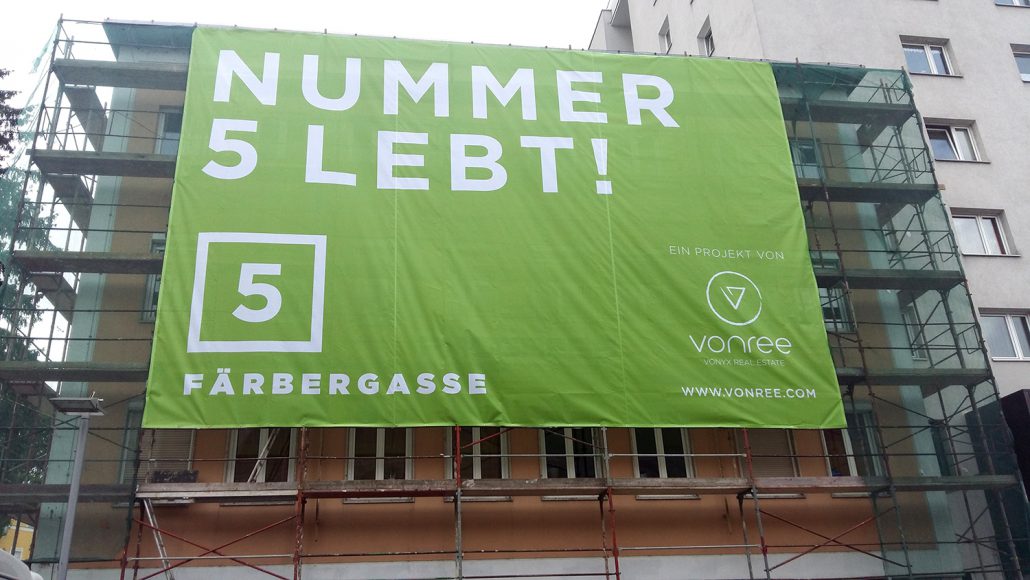 NUMMER
5 LEBT!
5
FÄRBERGASSE
EIN PROJEKT VON
vonree
VONYX REAL ESTATE
WWW.VONREE.COM